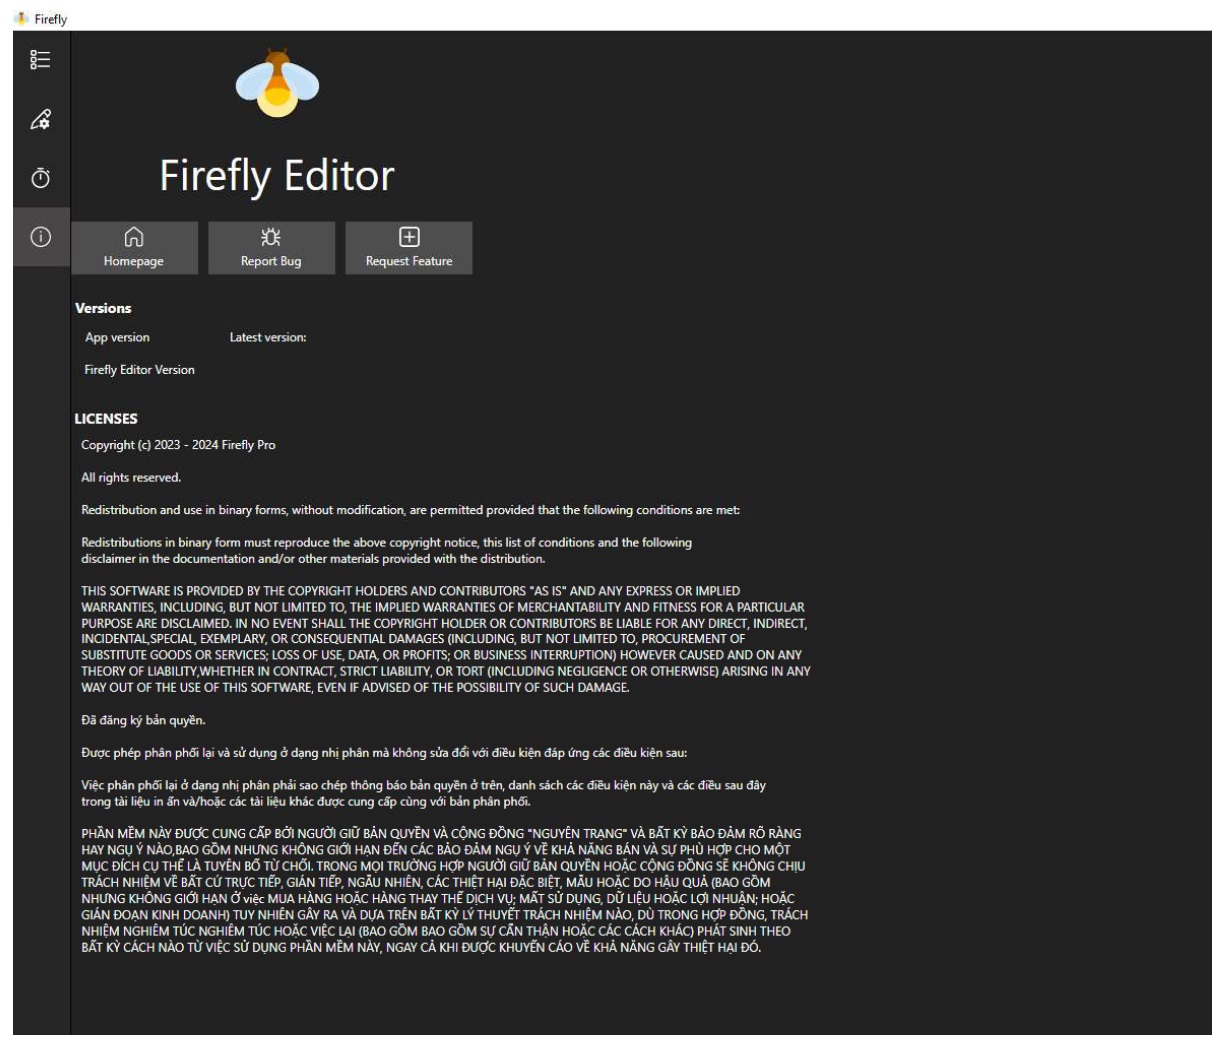 Firefly
Firefly Editor
Homepage
Report Bug
Request Feature
Versions
App version
Latest version:
Firefly Editor Version
LICENSES
Copyright (c) 2023 - 2024 Firefly Pro
All rights reserved.
Redistribution and use in binary forms, without modification, are permitted provided that the following conditions are met:
Redistributions in binary form must reproduce the above copyright notice, this list of conditions and the following
disclaimer in the documentation and/or other materials provided with the distribution.
THIS SOFTWARE IS PROVIDED BY THE COPYRIGHT HOLDERS AND CONTRIBUTORS "AS IS" AND ANY EXPRESS OR IMPLIED
WARRANTIES, INCLUDING, BUT NOT LIMITED TO, THE IMPLIED WARRANTIES OF MERCHANTABILITY AND FITNESS FOR A PARTICULAR
PURPOSE ARE DISCLAIMED. IN NO EVENT SHALL THE COPYRIGHT HOLDER OR CONTRIBUTORS BE LIABLE FOR ANY DIRECT, INDIRECT,
INCIDENTAL,SPECIAL, EXEMPLARY, OR CONSEQUENTIAL DAMAGES (INCLUDING, BUT NOT LIMITED TO, PROCUREMENT OF
SUBSTITUTE GOODS OR SERVICES; LOSS OF USE, DATA, OR PROFITS; OR BUSINESS INTERRUPTION) HOWEVER CAUSED AND ON ANY
THEORY OF LIABILITY,WHETHER IN CONTRACT, STRICT LIABILITY, OR TORT (INCLUDING NEGLIGENCE OR OTHERWISE) ARISING IN ANY
WAY OUT OF THE USE OF THIS SOFTWARE, EVEN IF ADVISED OF THE POSSIBILITY OF SUCH DAMAGE.
Đã đăng ký bản quyền.
Được phép phân phối lại và sử dụng ở dạng nhị phân mà không sửa đổi với điều kiện đáp ứng các điều kiện sau:
Việc phân phối lại ở dạng nhị phân phải sao chép thông báo bản quyền ở trên, danh sách các điều kiện này và các điều sau đây
trong tài liệu in ấn và/hoặc các tài liệu khác được cung cấp cùng với bản phân phối.
PHẦN MỀM NÀY ĐƯỢC CUNG CẤP BỞI NGƯỜI GIỮ BẢN QUYỀN VÀ CỘNG ĐỒNG "NGUYÊN TRẠNG" VÀ BẤT KỲ BẢO ĐẢM RÕ RÀNG
HAY NGỤ Ý NÀO,BAO GỒM NHƯNG KHÔNG GIỚI HẠN ĐẾN CÁC BẢO ĐẢM NGỤ Ý VỀ KHẢ NĂNG BÁN VÀ SỰ PHÙ HỢP CHO MỘT
MỤC ĐÍCH CỤ THỂ LÀ TUYÊN BỐ TỪ CHỐI. TRONG MỌI TRƯỜNG HỢP NGƯỜI GIỮ BẢN QUYỀN HOẶC CỘNG ĐỒNG SẼ KHÔNG CHỊU
TRÁCH NHIỆM VỀ BẤT CỨ TRỰC TIẾP, GIÁN TIẾP, NGẪU NHIÊN, CÁC THIỆT HẠI ĐẶC BIỆT, MẪU HOẶC DO HẬU QUẢ (BAO GỒM
NHƯNG KHÔNG GIỚI HẠN Ở việc MUA HÀNG HOẶC HÀNG THAY THẾ DỊCH VỤ; MẤT SỬ DỤNG, DỮ LIỆU HOẶC LỢI NHUẬN; HOẶC
GIÁN ĐOẠN KINH DOANH) TUY NHIÊN GÂY RA VÀ DỰA TRÊN BẤT KỲ LÝ THUYẾT TRÁCH NHIỆM NÀO, DÙ TRONG HỢP ĐỒNG, TRÁCH
NHIỆM NGHIÊM TÚC NGHIÊM TÚC HOẶC VIỆC LẠI (BAO GỒM BAO GỒM SỰ CẨN THẬN HOẶC CÁC CÁCH KHÁC) PHÁT SINH THEO
BẤT KỲ CÁCH NÀO TỪ VIỆC SỬ DỤNG PHẦN MỀM NÀY, NGAY CẢ KHI ĐƯỢC KHUYẾN CÁO VỀ KHẢ NĂNG GÂY THIỆT HẠI ĐÓ.